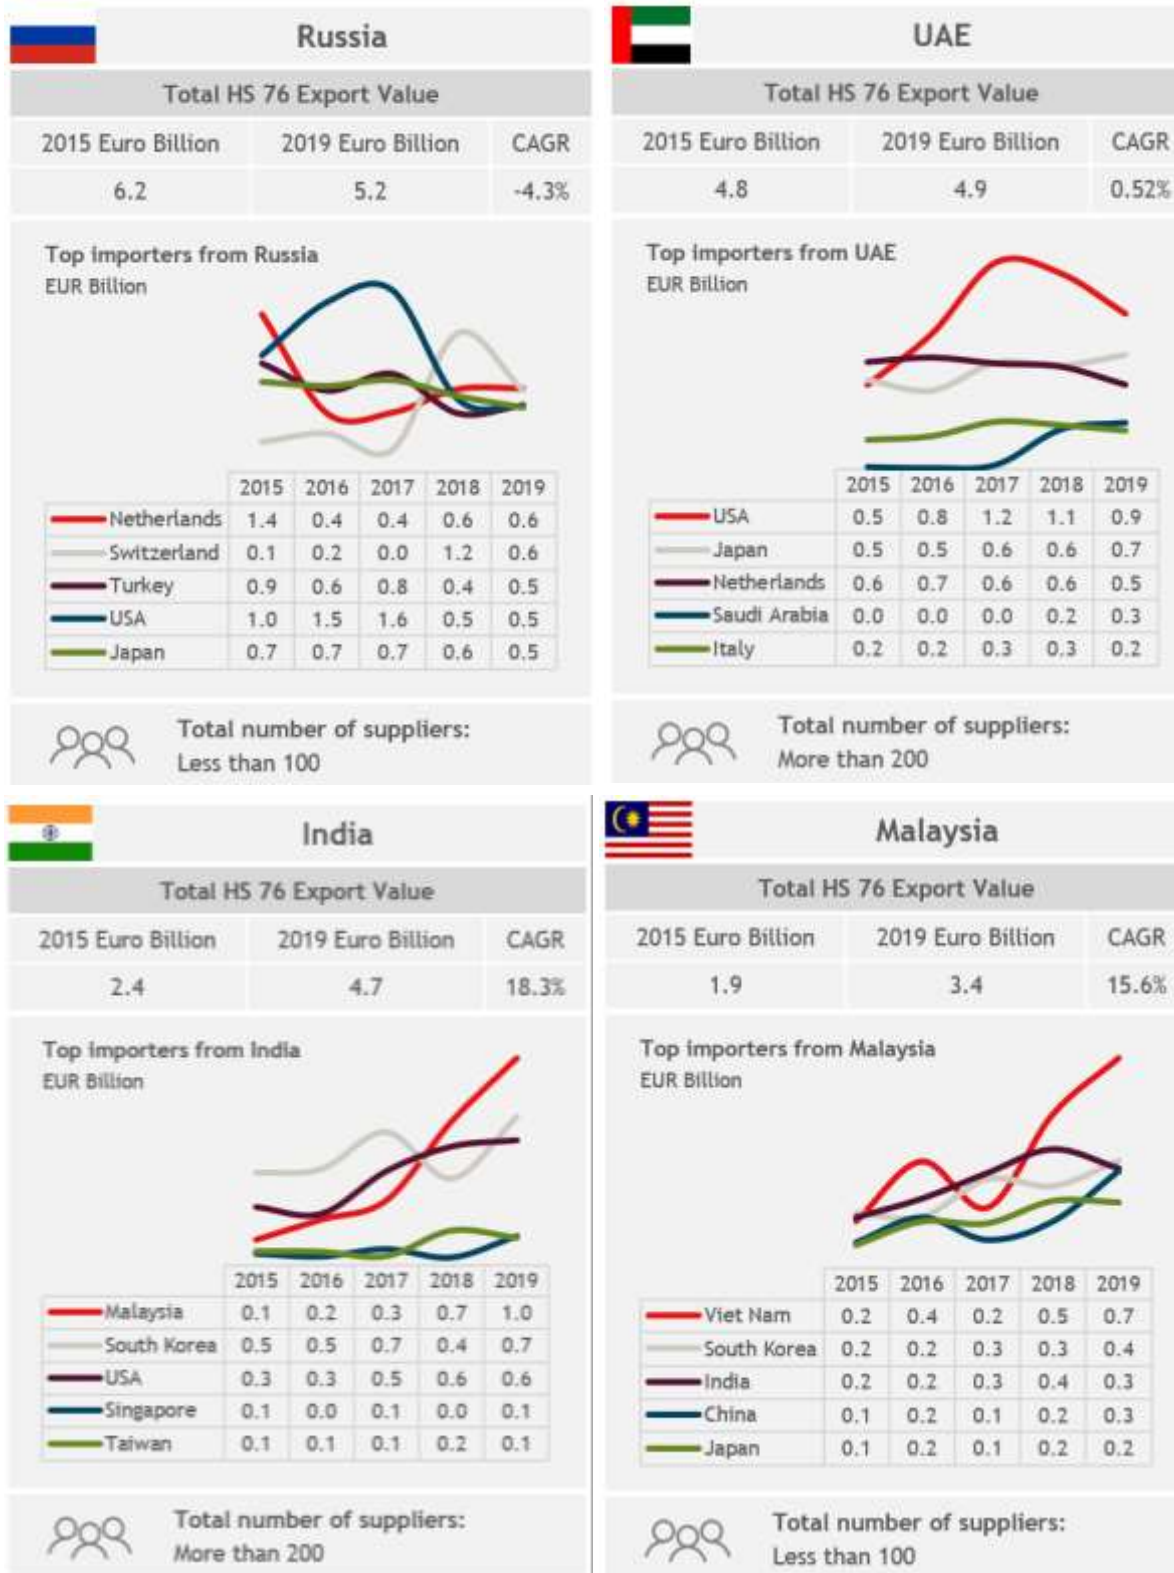 Russia
Total HS 76 Export Value
2015 Euro Billion 2019 Euro Billion CAGR
6.2 5.2 -4.3%
Top importers from Russia
EUR Billion
2015 2016 2017 2018 2019
Netherlands 1.4 0.4 0.4 0.6 0.6
Switzerland 0.1 0.2 0.0 1.2 0.6
Turkey 0.9 0.6 0.8 0.4 0.5
USA 1.0 1.5 1.6 0.5 0.5
Japan 0.7 0.7 0.7 0.6 0.5
Total number of suppliers:
Less than 100
UAE
Total HS 76 Export Value
2015 Euro Billion 2019 Euro Billion CAGR
4.8 4.9 0.52%
Top importers from UAE
EUR Billion
2015 2016 2017 2018 2019
USA 0.5 0.8 1.2 1.1 0.9
Japan 0.5 0.5 0.6 0.6 0.7
Netherlands 0.6 0.7 0.6 0.6 0.5
Saudi Arabia 0.0 0.0 0.0 0.2 0.3
Italy 0.2 0.2 0.3 0.3 0.2
Total number of suppliers:
More than 200
India
Total HS 76 Export Value
2015 Euro Billion 2019 Euro Billion CAGR
2.4 4.7 18.3%
Top importers from India
EUR Billion
2015 2016 2017 2018 2019
Malaysia 0.1 0.2 0.3 0.7 1.0
South Korea 0.5 0.5 0.7 0.4 0.7
USA 0.3 0.3 0.5 0.6 0.6
Singapore 0.1 0.0 0.1 0.0 0.1
Taiwan 0.1 0.1 0.1 0.2 0.1
Total number of suppliers:
More than 200
Malaysia
Total HS 76 Export Value
2015 Euro Billion 2019 Euro Billion CAGR
1.9 3.4 15.6%
Top importers from Malaysia
EUR Billion
2015 2016 2017 2018 2019
Viet Nam 0.2 0.4 0.2 0.5 0.7
South Korea 0.2 0.2 0.3 0.3 0.4
India 0.2 0.2 0.3 0.4 0.3
China 0.1 0.2 0.1 0.2 0.3
Japan 0.1 0.2 0.1 0.2 0.2
Total number of suppliers:
Less than 100